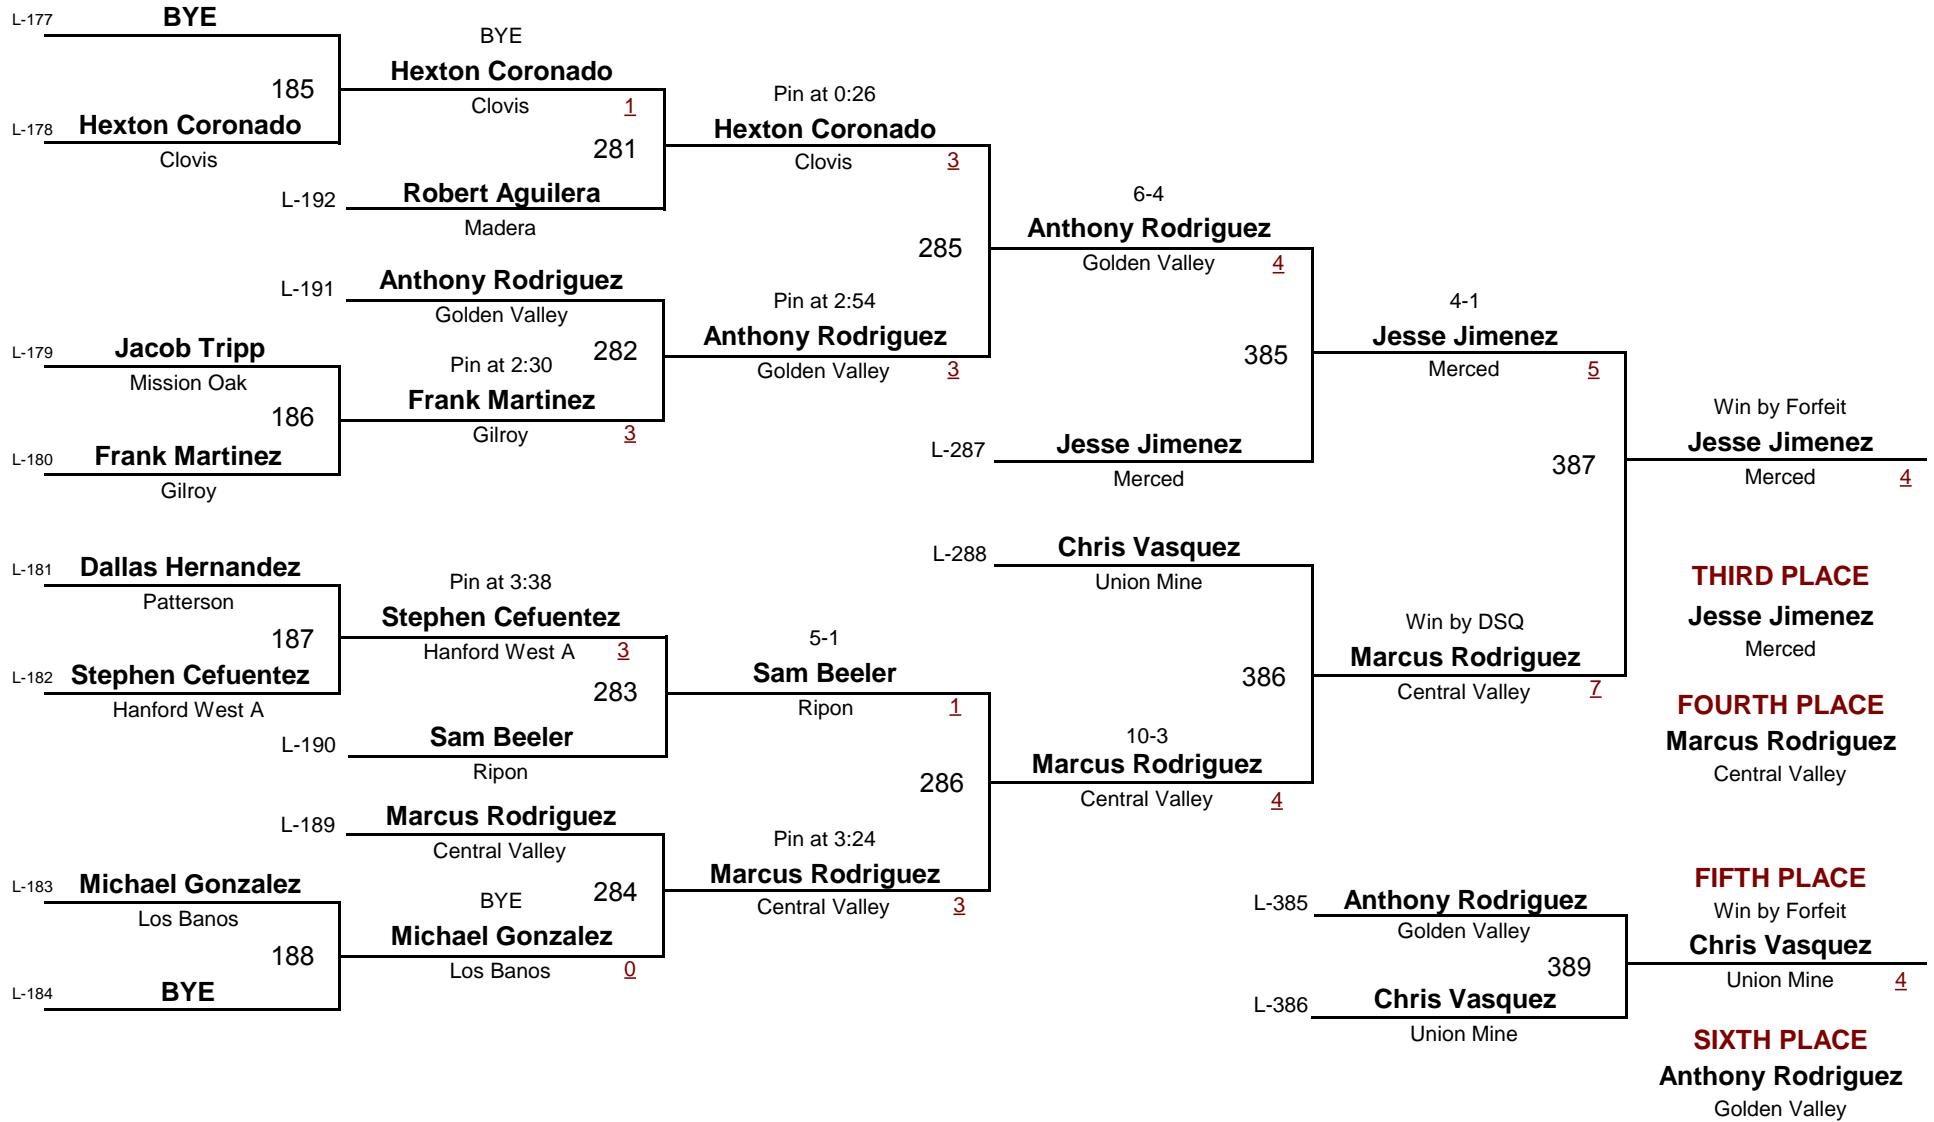 L-177 BYE
185
L-178 Hexton Coronado
Clovis
BYE
Hexton Coronado
Clovis 1
281
L-192 Robert Aguilera
Madera
Pin at 0:26
Hexton Coronado
Clovis 3
285
L-191 Anthony Rodriguez
Golden Valley
282
L-179 Jacob Tripp
Mission Oak
186
L-180 Frank Martinez
Gilroy
Pin at 2:30
Frank Martinez
Gilroy 3
Pin at 2:54
Anthony Rodriguez
Golden Valley 3
6-4
Anthony Rodriguez
Golden Valley 4
385
L-287 Jesse Jimenez
Merced
4-1
Jesse Jimenez
Merced 5
387
Win by Forfeit
Jesse Jimenez
Merced 4
L-181 Dallas Hernandez
Patterson
187
L-182 Stephen Cefuentez
Hanford West A
Pin at 3:38
Stephen Cefuentez
Hanford West A 3
283
L-190 Sam Beeler
Ripon
5-1
Sam Beeler
Ripon 1
286
L-189 Marcus Rodriguez
Central Valley
284
L-183 Michael Gonzalez
Los Banos
188
L-184 BYE
BYE
Michael Gonzalez
Los Banos 0
Pin at 3:24
Marcus Rodriguez
Central Valley 3
L-288 Chris Vasquez
Union Mine
386
10-3
Marcus Rodriguez
Central Valley 4
Win by DSQ
Marcus Rodriguez
Central Valley 7
THIRD PLACE
Jesse Jimenez
Merced
FOURTH PLACE
Marcus Rodriguez
Central Valley
L-385 Anthony Rodriguez
Golden Valley
389
L-386 Chris Vasquez
Union Mine
FIFTH PLACE
Win by Forfeit
Chris Vasquez
Union Mine 4
SIXTH PLACE
Anthony Rodriguez
Golden Valley